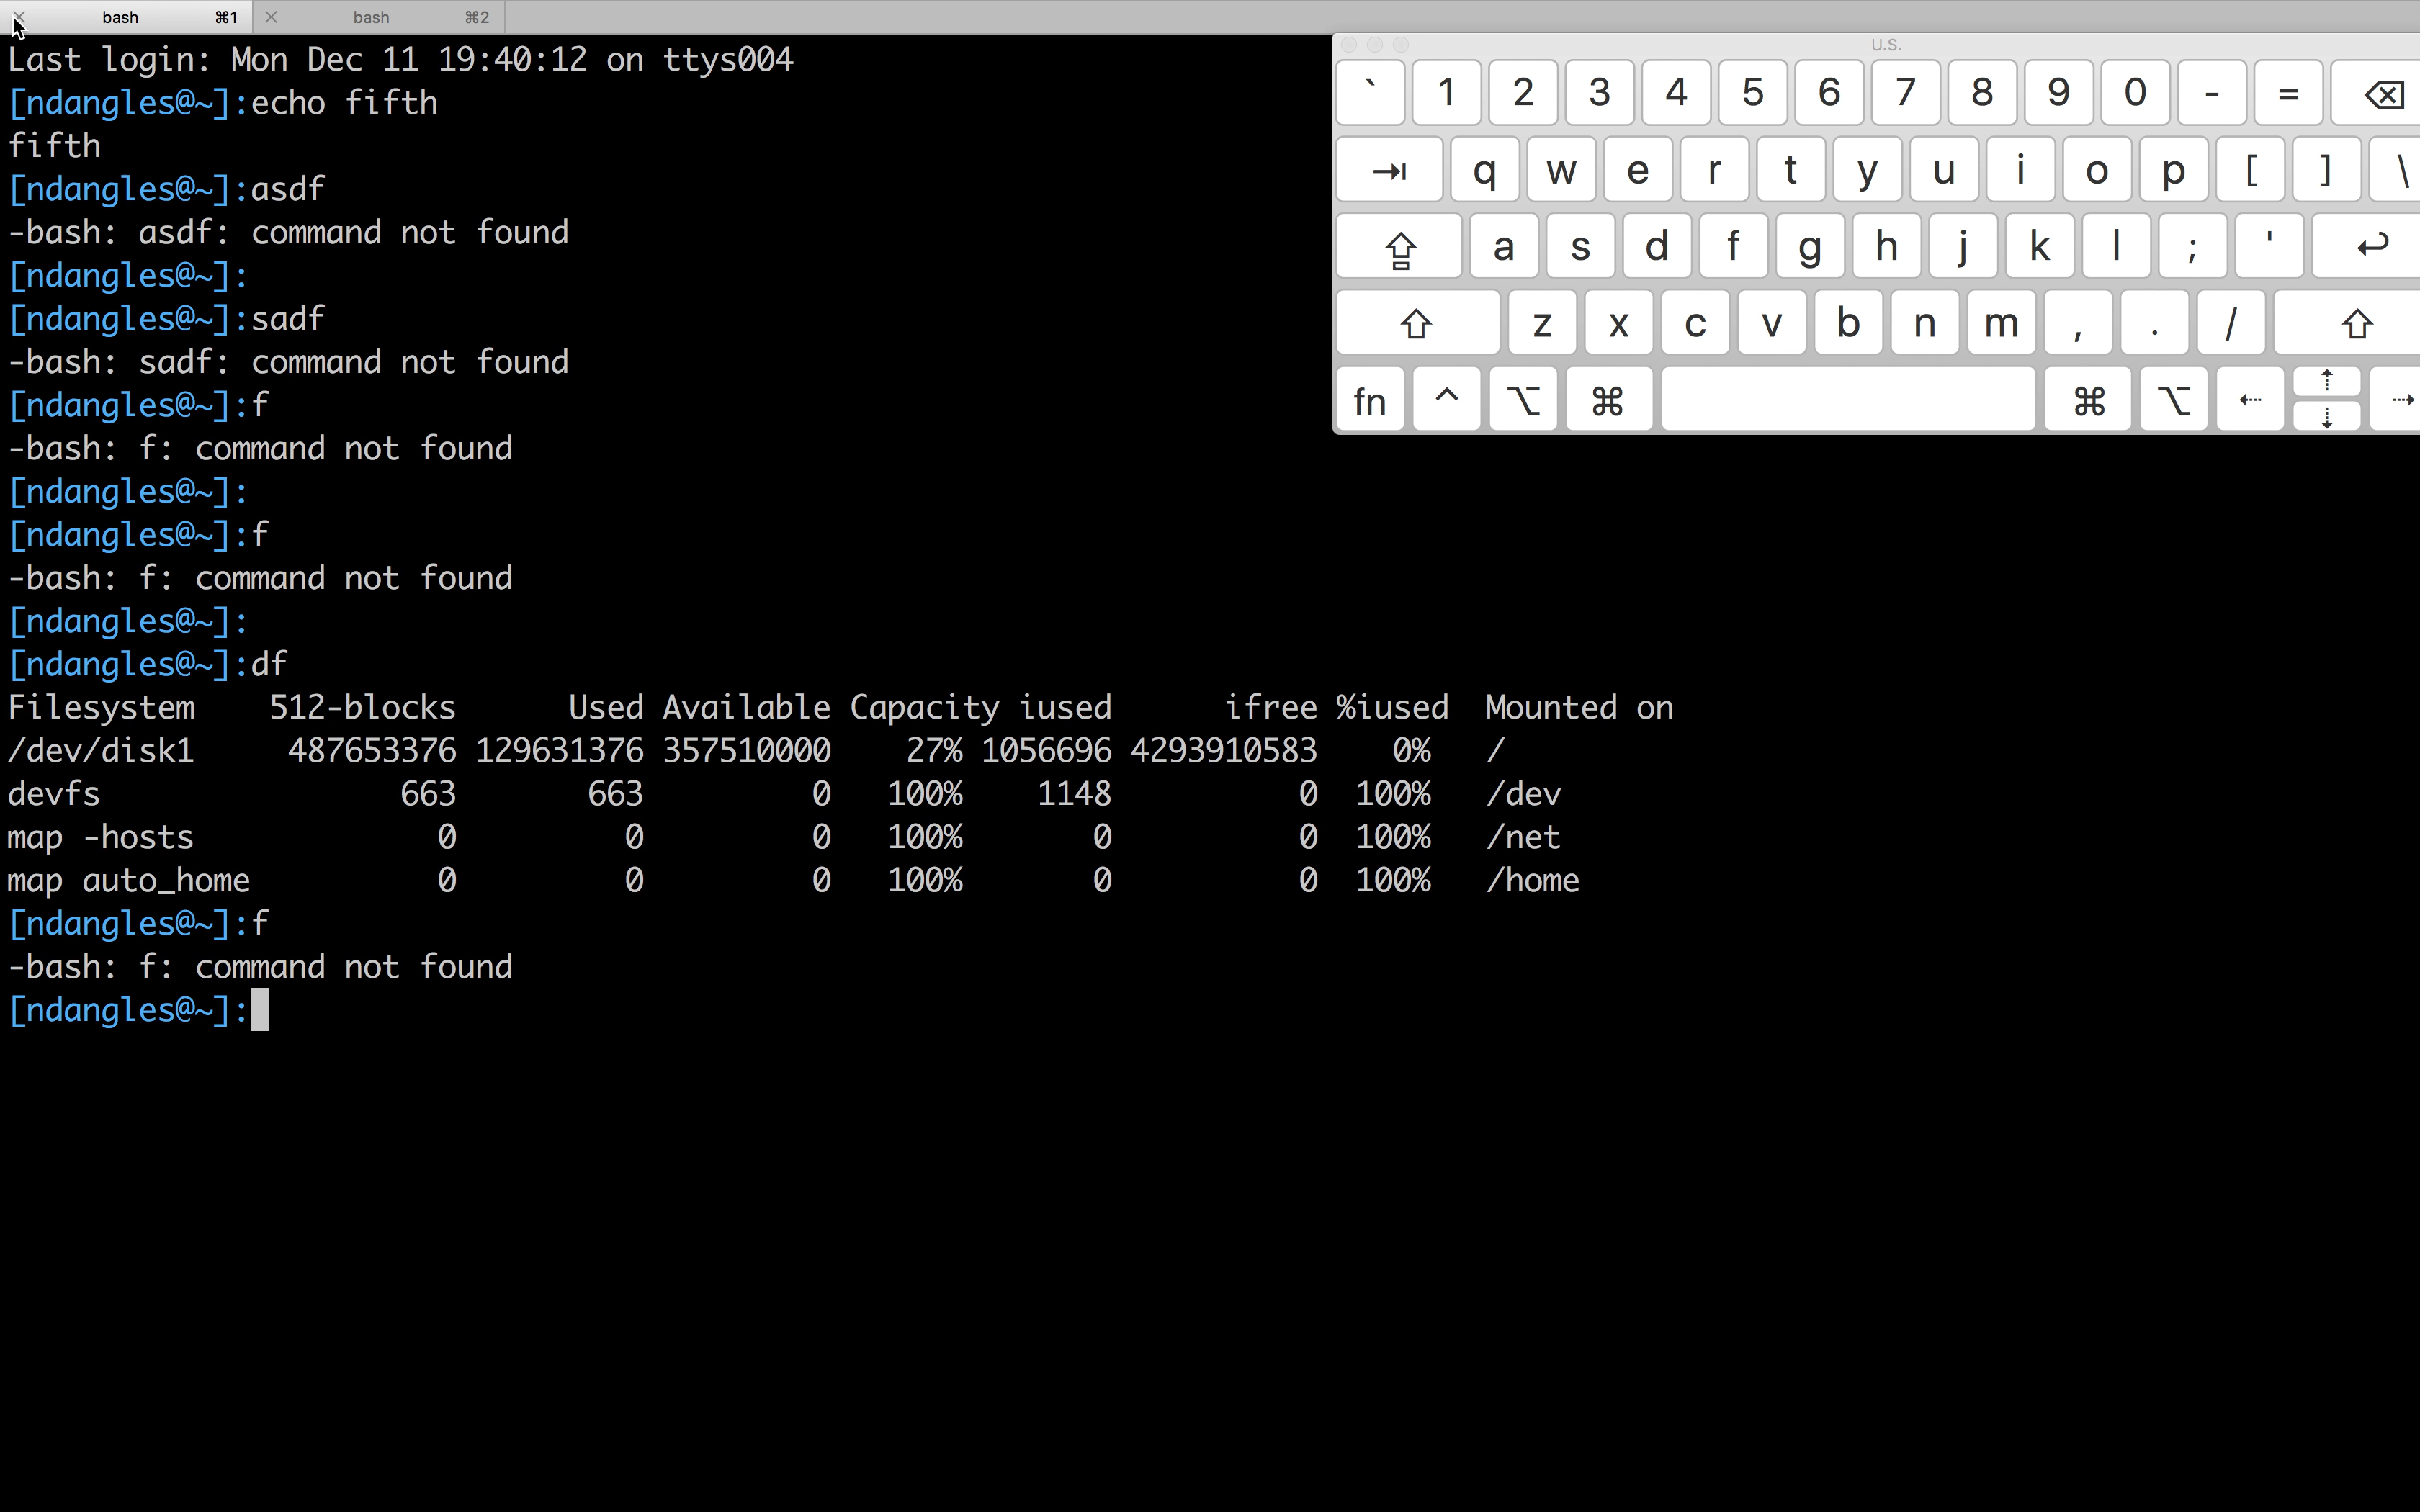 bash ⌘1 bash ⌘2
Last login: Mon Dec 11 19:40:12 on ttys004
[ndangles@~]:echo fifth
fifth
[ndangles@~]:asdf
-bash: asdf: command not found
[ndangles@~]:
[ndangles@~]:sadf
-bash: sadf: command not found
[ndangles@~]:f
-bash: f: command not found
[ndangles@~]:
[ndangles@~]:f
-bash: f: command not found
[ndangles@~]:
[ndangles@~]:df
Filesystem 512-blocks Used Available Capacity iused ifree %iused Mounted on
/dev/disk1 487653376 129631376 357510000 27% 1056696 4293910583 0% /
devfs 663 663 0 100% 1148 0 100% /dev
map -hosts 0 0 0 100% 0 0 100% /net
map auto_home 0 0 0 100% 0 0 100% /home
[ndangles@~]:f
-bash: f: command not found
[ndangles@~]:
U.S.
` 1 2 3 4 5 6 7 8 9 0 - = ⌫
⇥ q w e r t y u i o p [ ] \
⇪ a s d f g h j k l ; ' ↩
⇧ z x c v b n m , . / ⇧
fn ^ ⌥ ⌘ ⌘ ⌥ ⇠ ⇡ ⇣ ⇢